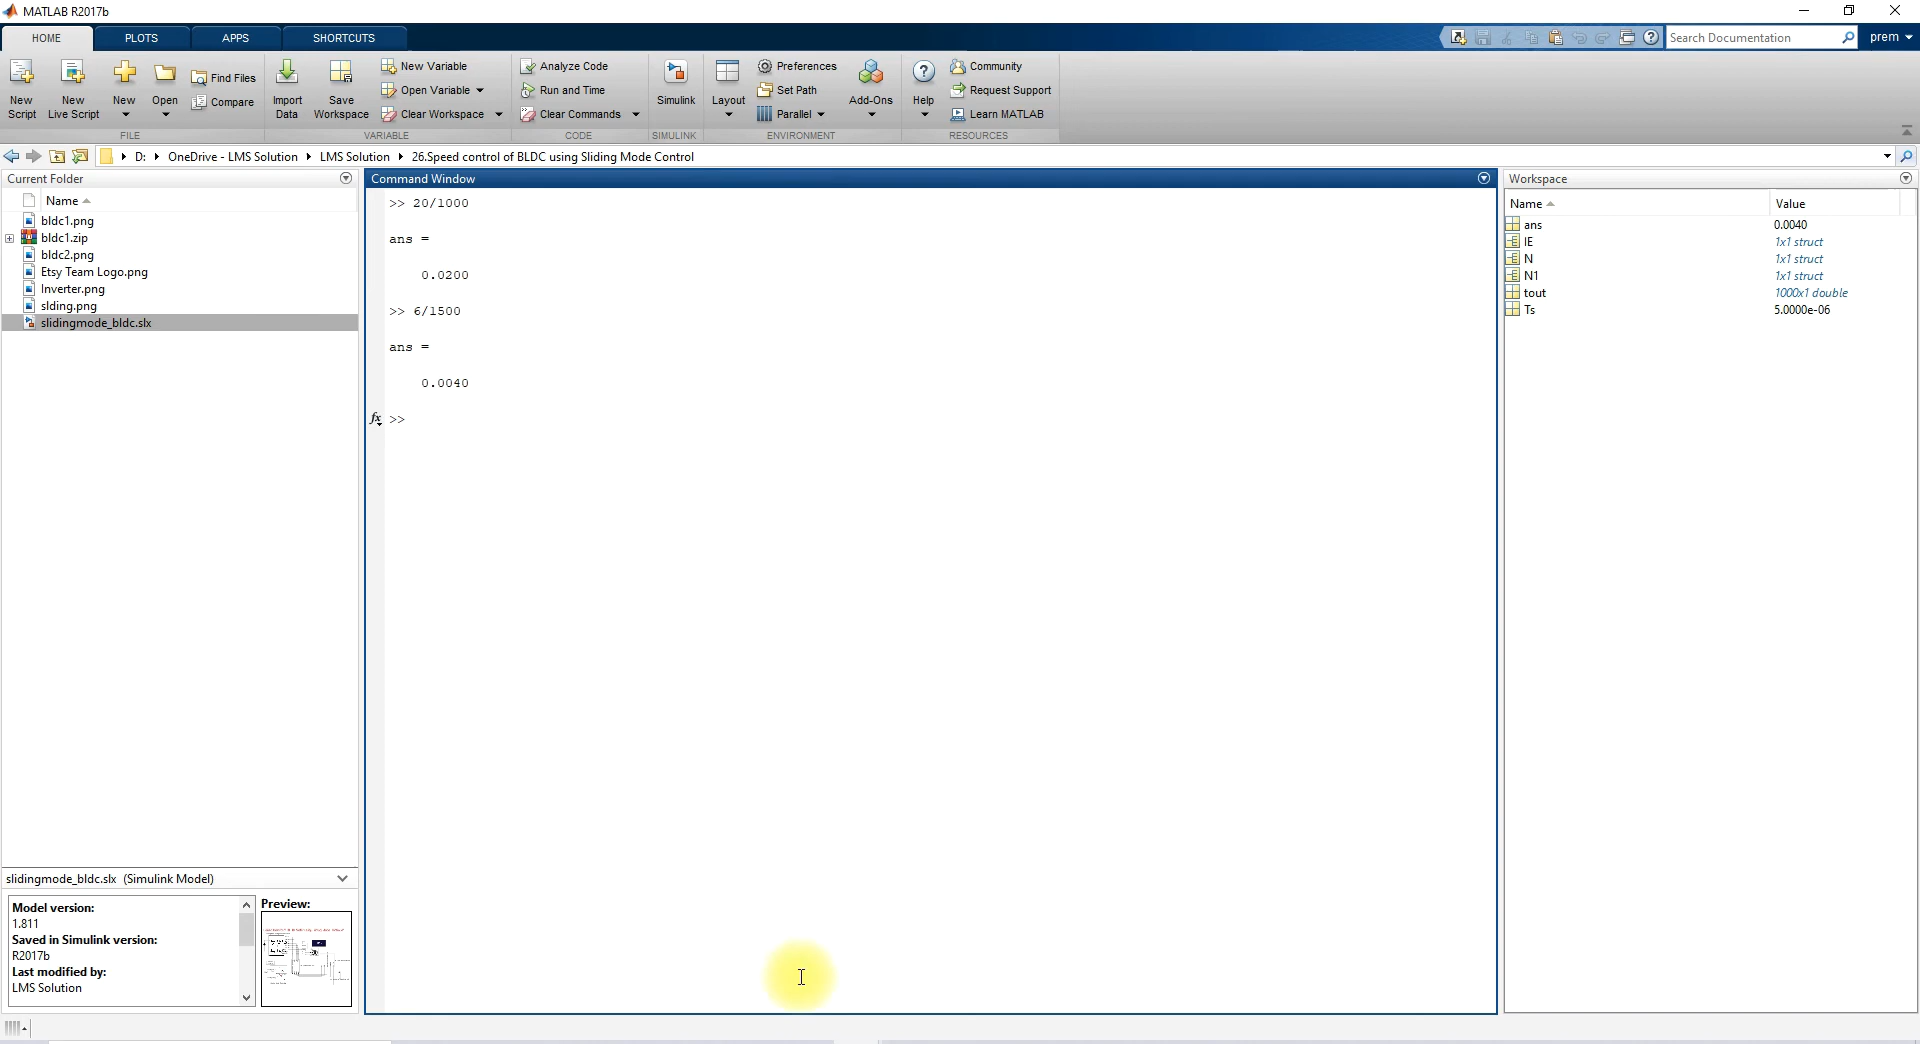 MATLAB R2017b
HOME PLOTS APPS SHORTCUTS
Search Documentation
prem
New Script
New Live Script
New
Open
Find Files
Compare
Import Data
Save Workspace
New Variable
Open Variable
Clear Workspace
Analyze Code
Run and Time
Clear Commands
Simulink
Layout
Preferences
Set Path
Parallel
Add-Ons
Help
Community
Request Support
Learn MATLAB
FILE VARIABLE CODE SIMULINK ENVIRONMENT RESOURCES
D: OneDrive - LMS Solution LMS Solution 26.Speed control of BLDC using Sliding Mode Control
Current Folder
Name
bldc1.png
bldc1.zip
bldc2.png
Etsy Team Logo.png
Inverter.png
slding.png
slidingmode_bldc.slx
slidingmode_bldc.slx (Simulink Model)
Model version:
1.811
Saved in Simulink version:
R2017b
Last modified by:
LMS Solution
Preview:
Command Window
>> 20/1000
ans =
0.0200
>> 6/1500
ans =
0.0040
fx >>
Workspace
Name Value
ans 0.0040
IE 1x1 struct
N 1x1 struct
N1 1x1 struct
tout 1000x1 double
Ts 5.0000e-06